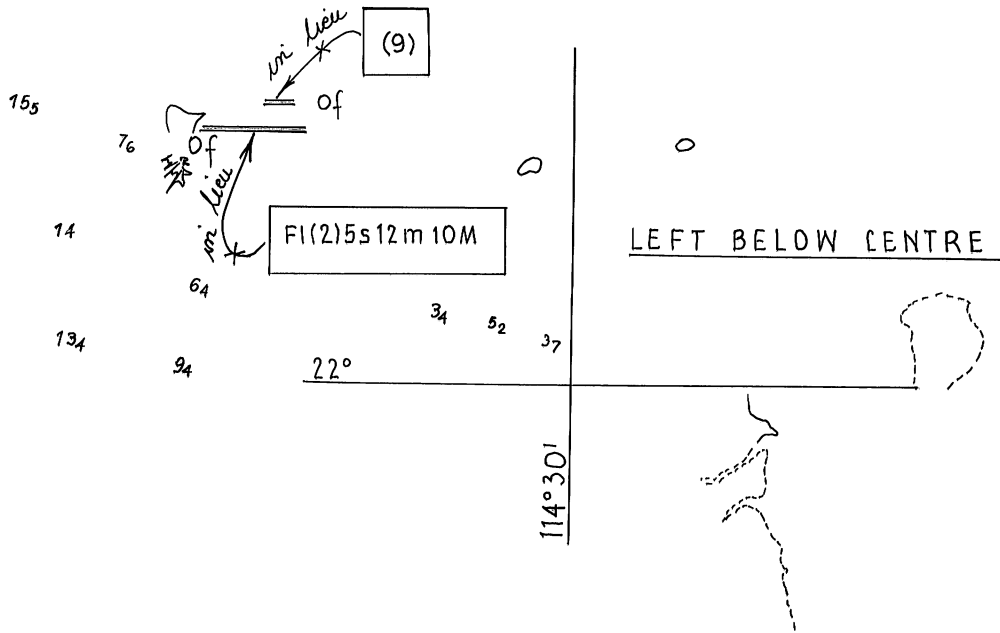 in lieu
(9)
Of
15₅
7₆
Of
in lieu
14
Fl(2)5s12m10M
LEFT BELOW CENTRE
6₄
3₄
5₂
3₇
13₄
9₄
22°
114°30'